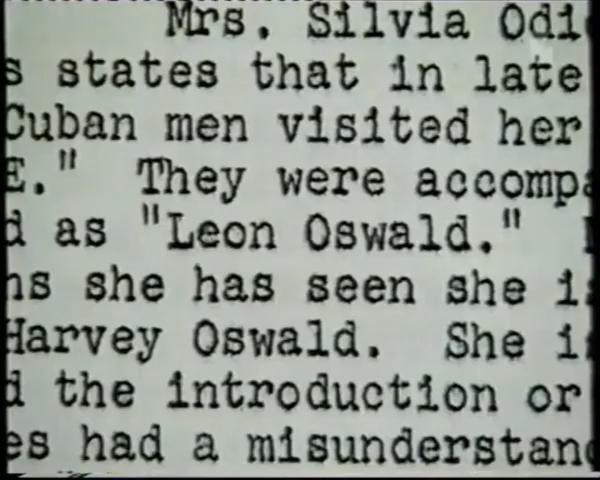 Mrs. Silvia Odi
s states that in late
Cuban men visited her
E." They were accompa
d as "Leon Oswald."
ns she has seen she i
Harvey Oswald. She i
d the introduction or
es had a misunderstan